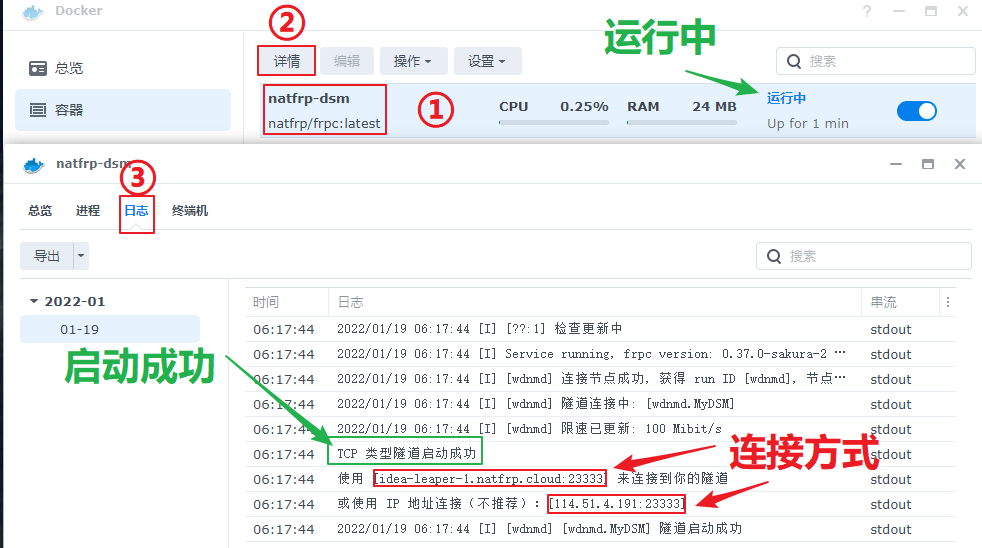 Docker
②
运行中
总览
容器
详情
编辑
操作
设置
搜索
natfrp-dsm
natfrp/frpc:latest
①
CPU 0.25%
RAM 24 MB
运行中
Up for 1 min
natfrp-dsm
③
总览
进程
日志
终端机
导出
搜索
2022-01
01-19
启动成功
时间 日志 串流
06:17:44 2022/01/19 06:17:44 [I] [??:1] 检查更新中 stdout
06:17:44 2022/01/19 06:17:44 [I] Service running, frpc version: 0.37.0-sakura-2 ··· stdout
06:17:44 2022/01/19 06:17:44 [I] [wdnmd] 连接节点成功, 获得 run ID [wdnmd], 节点··· stdout
06:17:44 2022/01/19 06:17:44 [I] [wdnmd] 隧道连接中: [wdnmd.MyDSM] stdout
06:17:44 2022/01/19 06:17:44 [I] [wdnmd] 限速已更新: 100 Mibit/s stdout
06:17:44 TCP 类型隧道启动成功 stdout
06:17:44 使用 [idea-leaper-1.natfrp.cloud:23333] 来连接到你的隧道 stdout
06:17:44 或使用 IP 地址连接（不推荐）: [114.51.4.191:23333] stdout
06:17:44 2022/01/19 06:17:44 [I] [wdnmd] [wdnmd.MyDSM] 隧道启动成功 stdout
连接方式